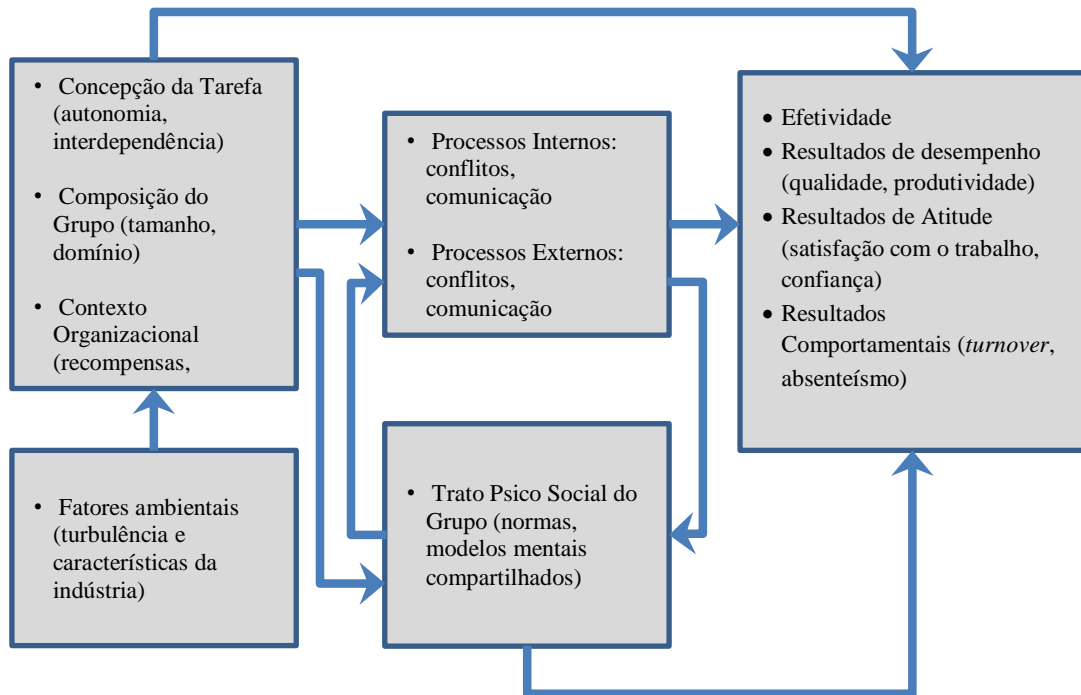 • Concepção da Tarefa
(autonomia,
interdependência)
• Composição do
Grupo (tamanho,
domínio)
• Contexto
Organizacional
(recompensas,
• Fatores ambientais
(turbulência e
características da
indústria)
• Processos Internos:
conflitos,
comunicação
• Processos Externos:
conflitos,
comunicação
• Trato Psico Social do
Grupo (normas,
modelos mentais
compartilhados)
• Efetividade
• Resultados de desempenho
(qualidade, produtividade)
• Resultados de Atitude
(satisfação com o trabalho,
confiança)
• Resultados
Comportamentais (turnover,
absenteísmo)